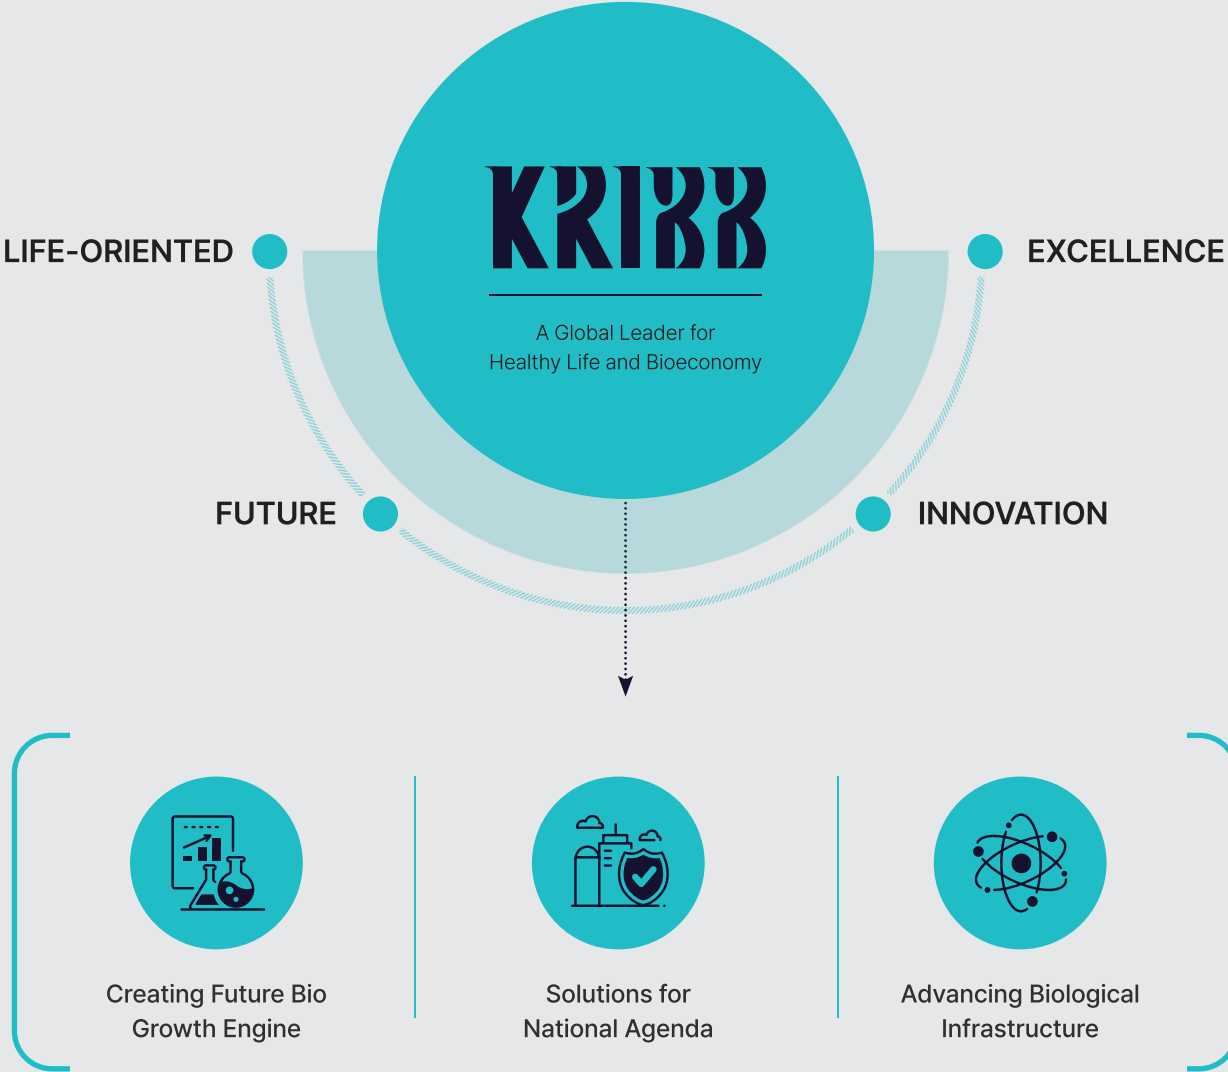 KRIBB
A Global Leader for
Healthy Life and Bioeconomy
LIFE-ORIENTED
EXCELLENCE
FUTURE
INNOVATION
Creating Future Bio
Growth Engine
Solutions for
National Agenda
Advancing Biological
Infrastructure